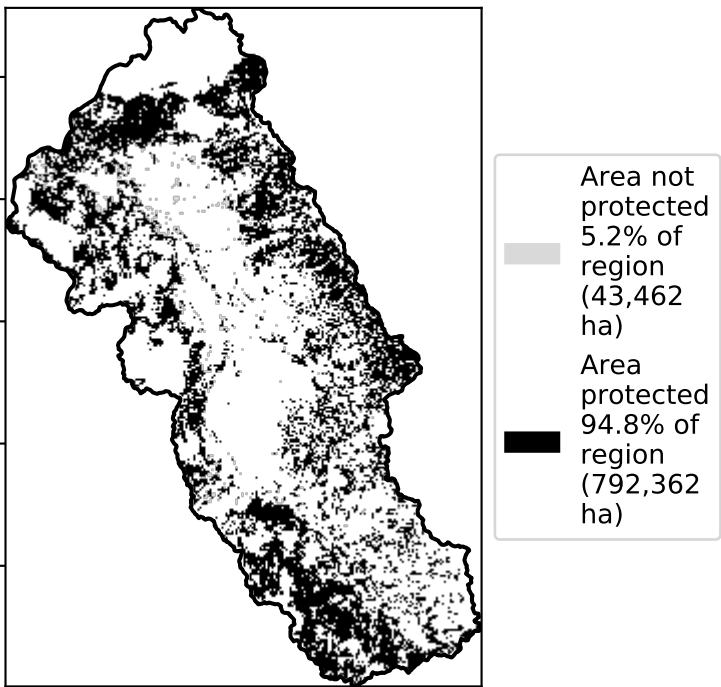 Area not
protected
5.2% of
region
(43,462
ha)
Area
protected
94.8% of
region
(792,362
ha)